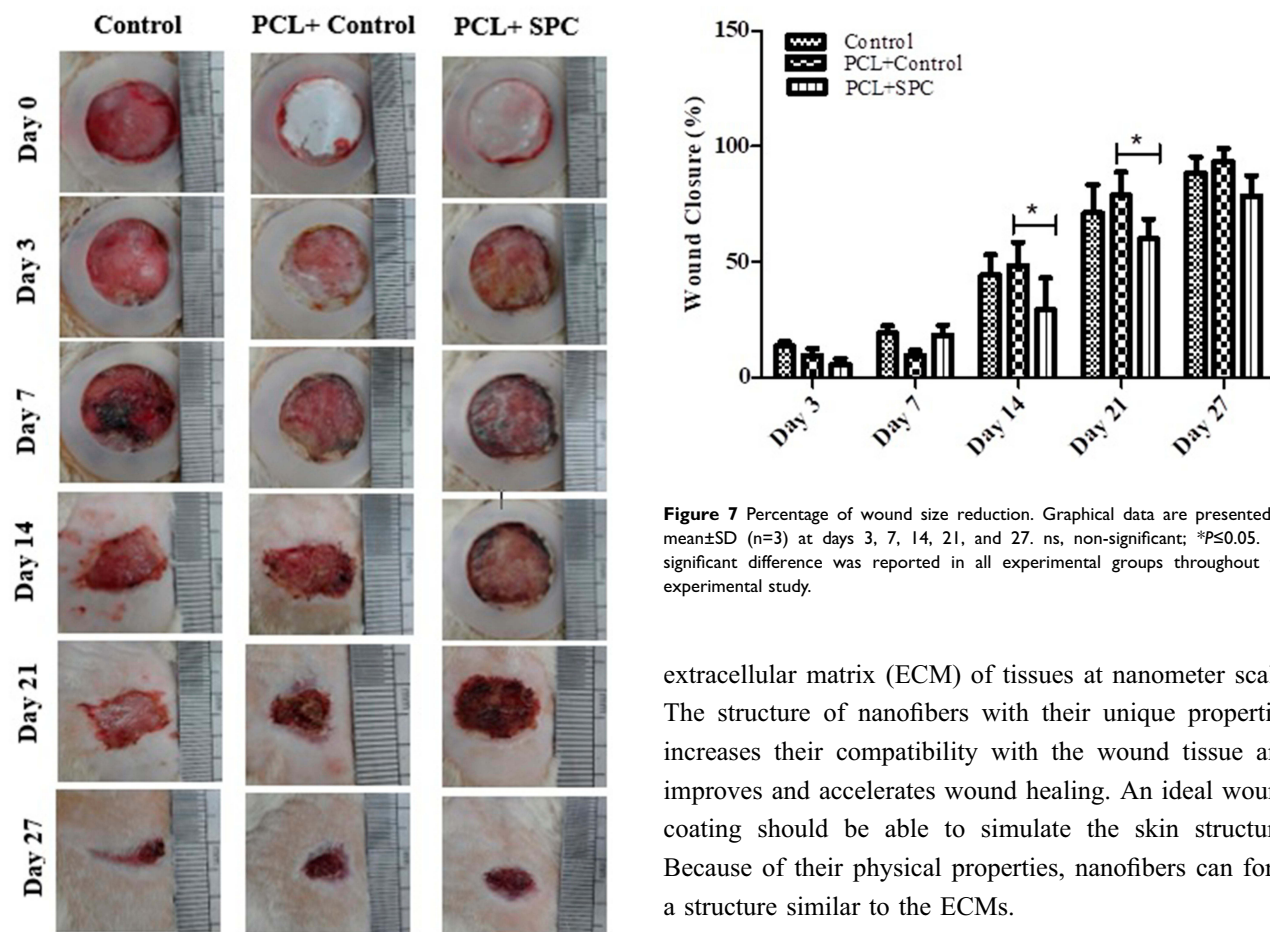 Control PCL+ Control PCL+ SPC
Day 0
Day 3
Day 7
Day 14
Day 21
Day 27
150
100
50
0
Wound Closure (%)
Control
PCL+Control
PCL+SPC
*
*
Day 3 Day 7 Day 14 Day 21 Day 27
Figure 7 Percentage of wound size reduction. Graphical data are presented
mean±SD (n=3) at days 3, 7, 14, 21, and 27. ns, non-significant; *P≤0.05.
significant difference was reported in all experimental groups throughout
experimental study.
extracellular matrix (ECM) of tissues at nanometer scal
The structure of nanofibers with their unique properti
increases their compatibility with the wound tissue a
improves and accelerates wound healing. An ideal wou
coating should be able to simulate the skin structur
Because of their physical properties, nanofibers can for
a structure similar to the ECMs.